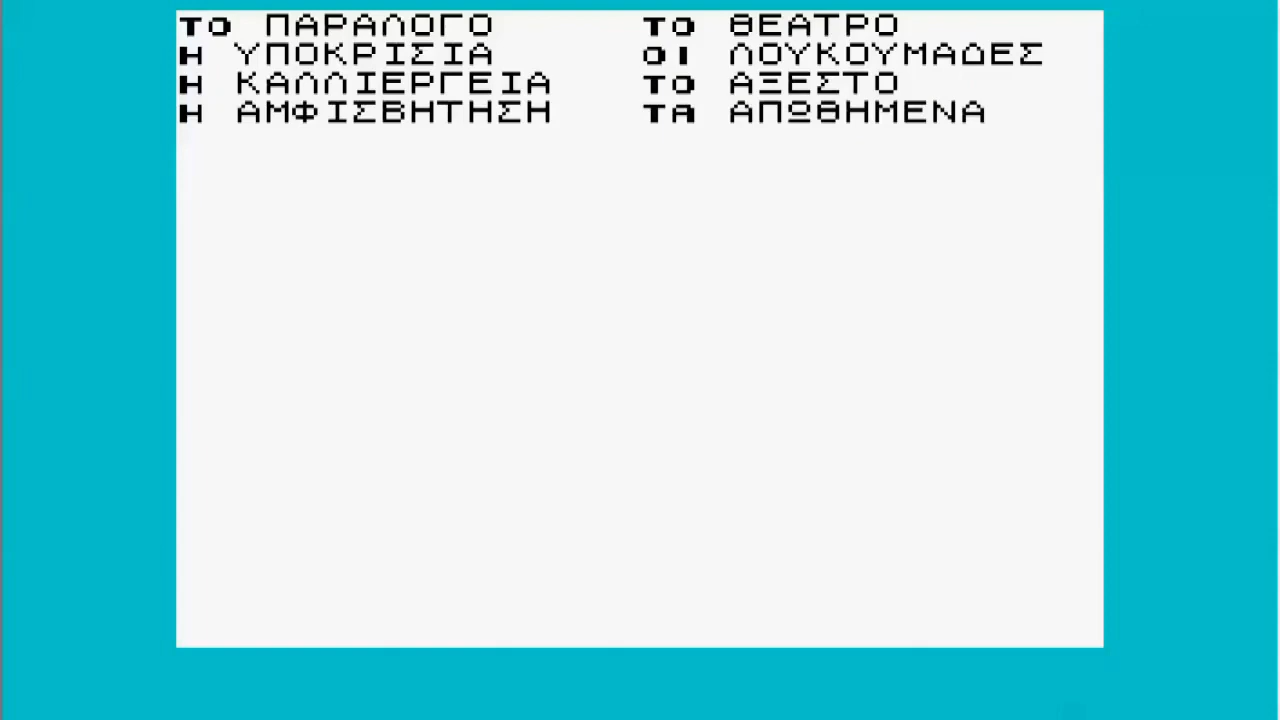 ΤΟ ΠΑΡΑΛΟΓΟ ΤΟ ΘΕΑΤΡΟ
Η ΥΠΟΚΡΙΣΙΑ ΟΙ ΛΟΥΚΟΥΜΑΔΕΣ
Η ΚΑΛΛΙΕΡΓΕΙΑ ΤΟ ΑΞΕΣΤΟ
Η ΑΜΦΙΣΒΗΤΗΣΗ ΤΑ ΑΠΩΘΗΜΕΝΑ